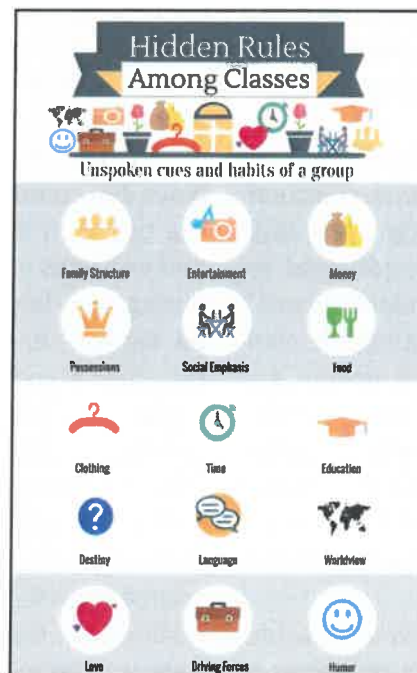 Hidden Rules
Among Classes
Unspoken cues and habits of a group
Family Structure Entertainment Money
Possessions Social Emphasis Food
Clothing Time Education
Destiny Language Worldview
Love Driving Forces Humor